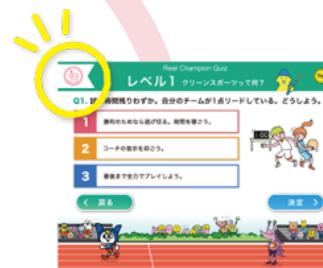 Real Champion Quiz
レベル1 クリーンスポーツって何?
Q1. 試合時間残りわずか。自分のチームが1点リードしている。どうしよう。
1 勝利のためなら逃げ切る。時間を稼ごう。
2 コーチの指示を仰ごう。
3 最後まで全力でプレイしよう。
1:00
< 戻る
決定 >